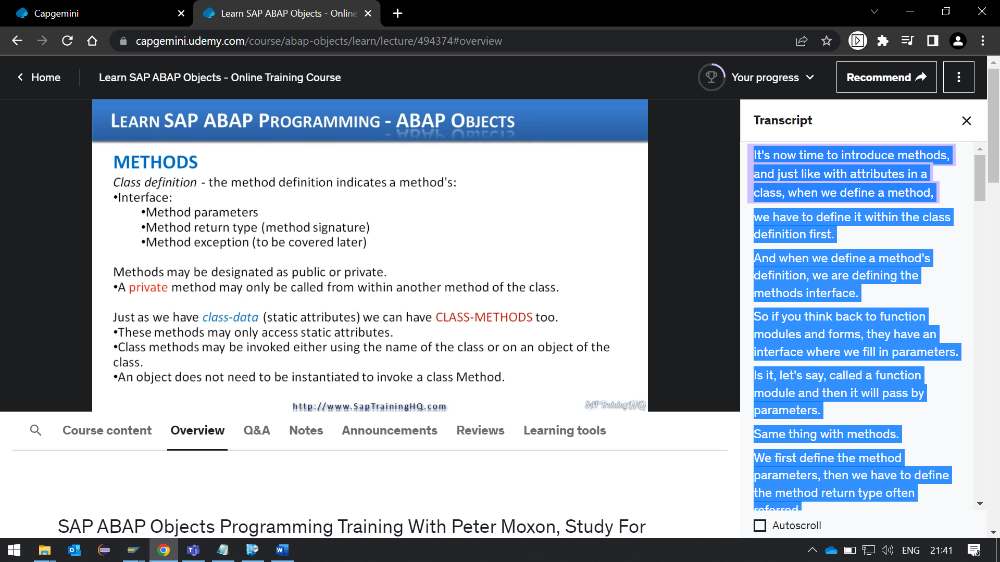 Capgemini
Learn SAP ABAP Objects - Online
capgemini.udemy.com/course/abap-objects/learn/lecture/494374#overview
Home
Learn SAP ABAP Objects - Online Training Course
Your progress
Recommend
LEARN SAP ABAP PROGRAMMING - ABAP OBJECTS
METHODS
Class definition - the method definition indicates a method's:
•Interface:
•Method parameters
•Method return type (method signature)
•Method exception (to be covered later)
Methods may be designated as public or private.
•A private method may only be called from within another method of the class.
Just as we have class-data (static attributes) we can have CLASS-METHODS too.
•These methods may only access static attributes.
•Class methods may be invoked either using the name of the class or on an object of the
class.
•An object does not need to be instantiated to invoke a class Method.
http://www.SapTrainingHQ.com
SAP TrainingHQ
Transcript
It's now time to introduce methods,
and just like with attributes in a
class, when we define a method,
we have to define it within the class
definition first.
And when we define a method's
definition, we are defining the
methods interface.
So if you think back to function
modules and forms, they have an
interface where we fill in parameters.
Is it, let's say, called a function
module and then it will pass by
parameters.
Same thing with methods.
We first define the method
parameters, then we have to define
the method return type often
referred
Autoscroll
Course content
Overview
Q&A
Notes
Announcements
Reviews
Learning tools
SAP ABAP Objects Programming Training With Peter Moxon, Study For
ENG
21:41